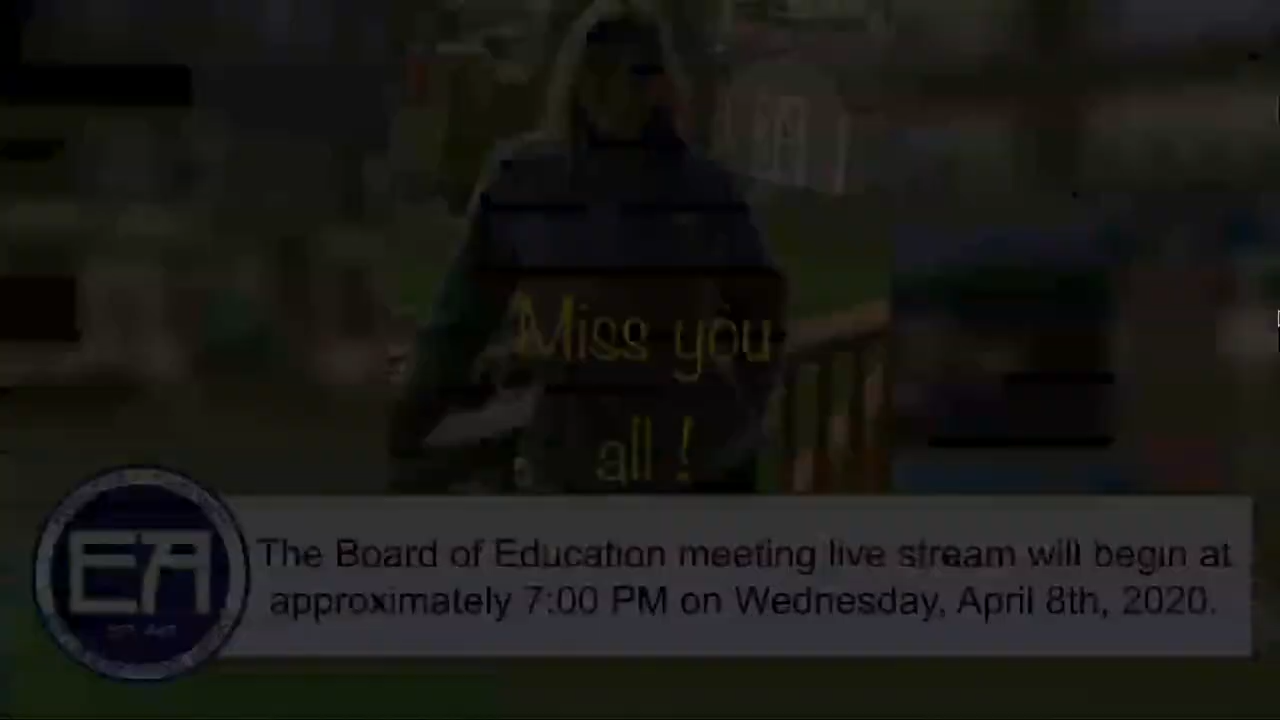 Miss you
all !
EA
The Board of Education meeting live stream will begin at
approximately 7:00 PM on Wednesday, April 8th, 2020.